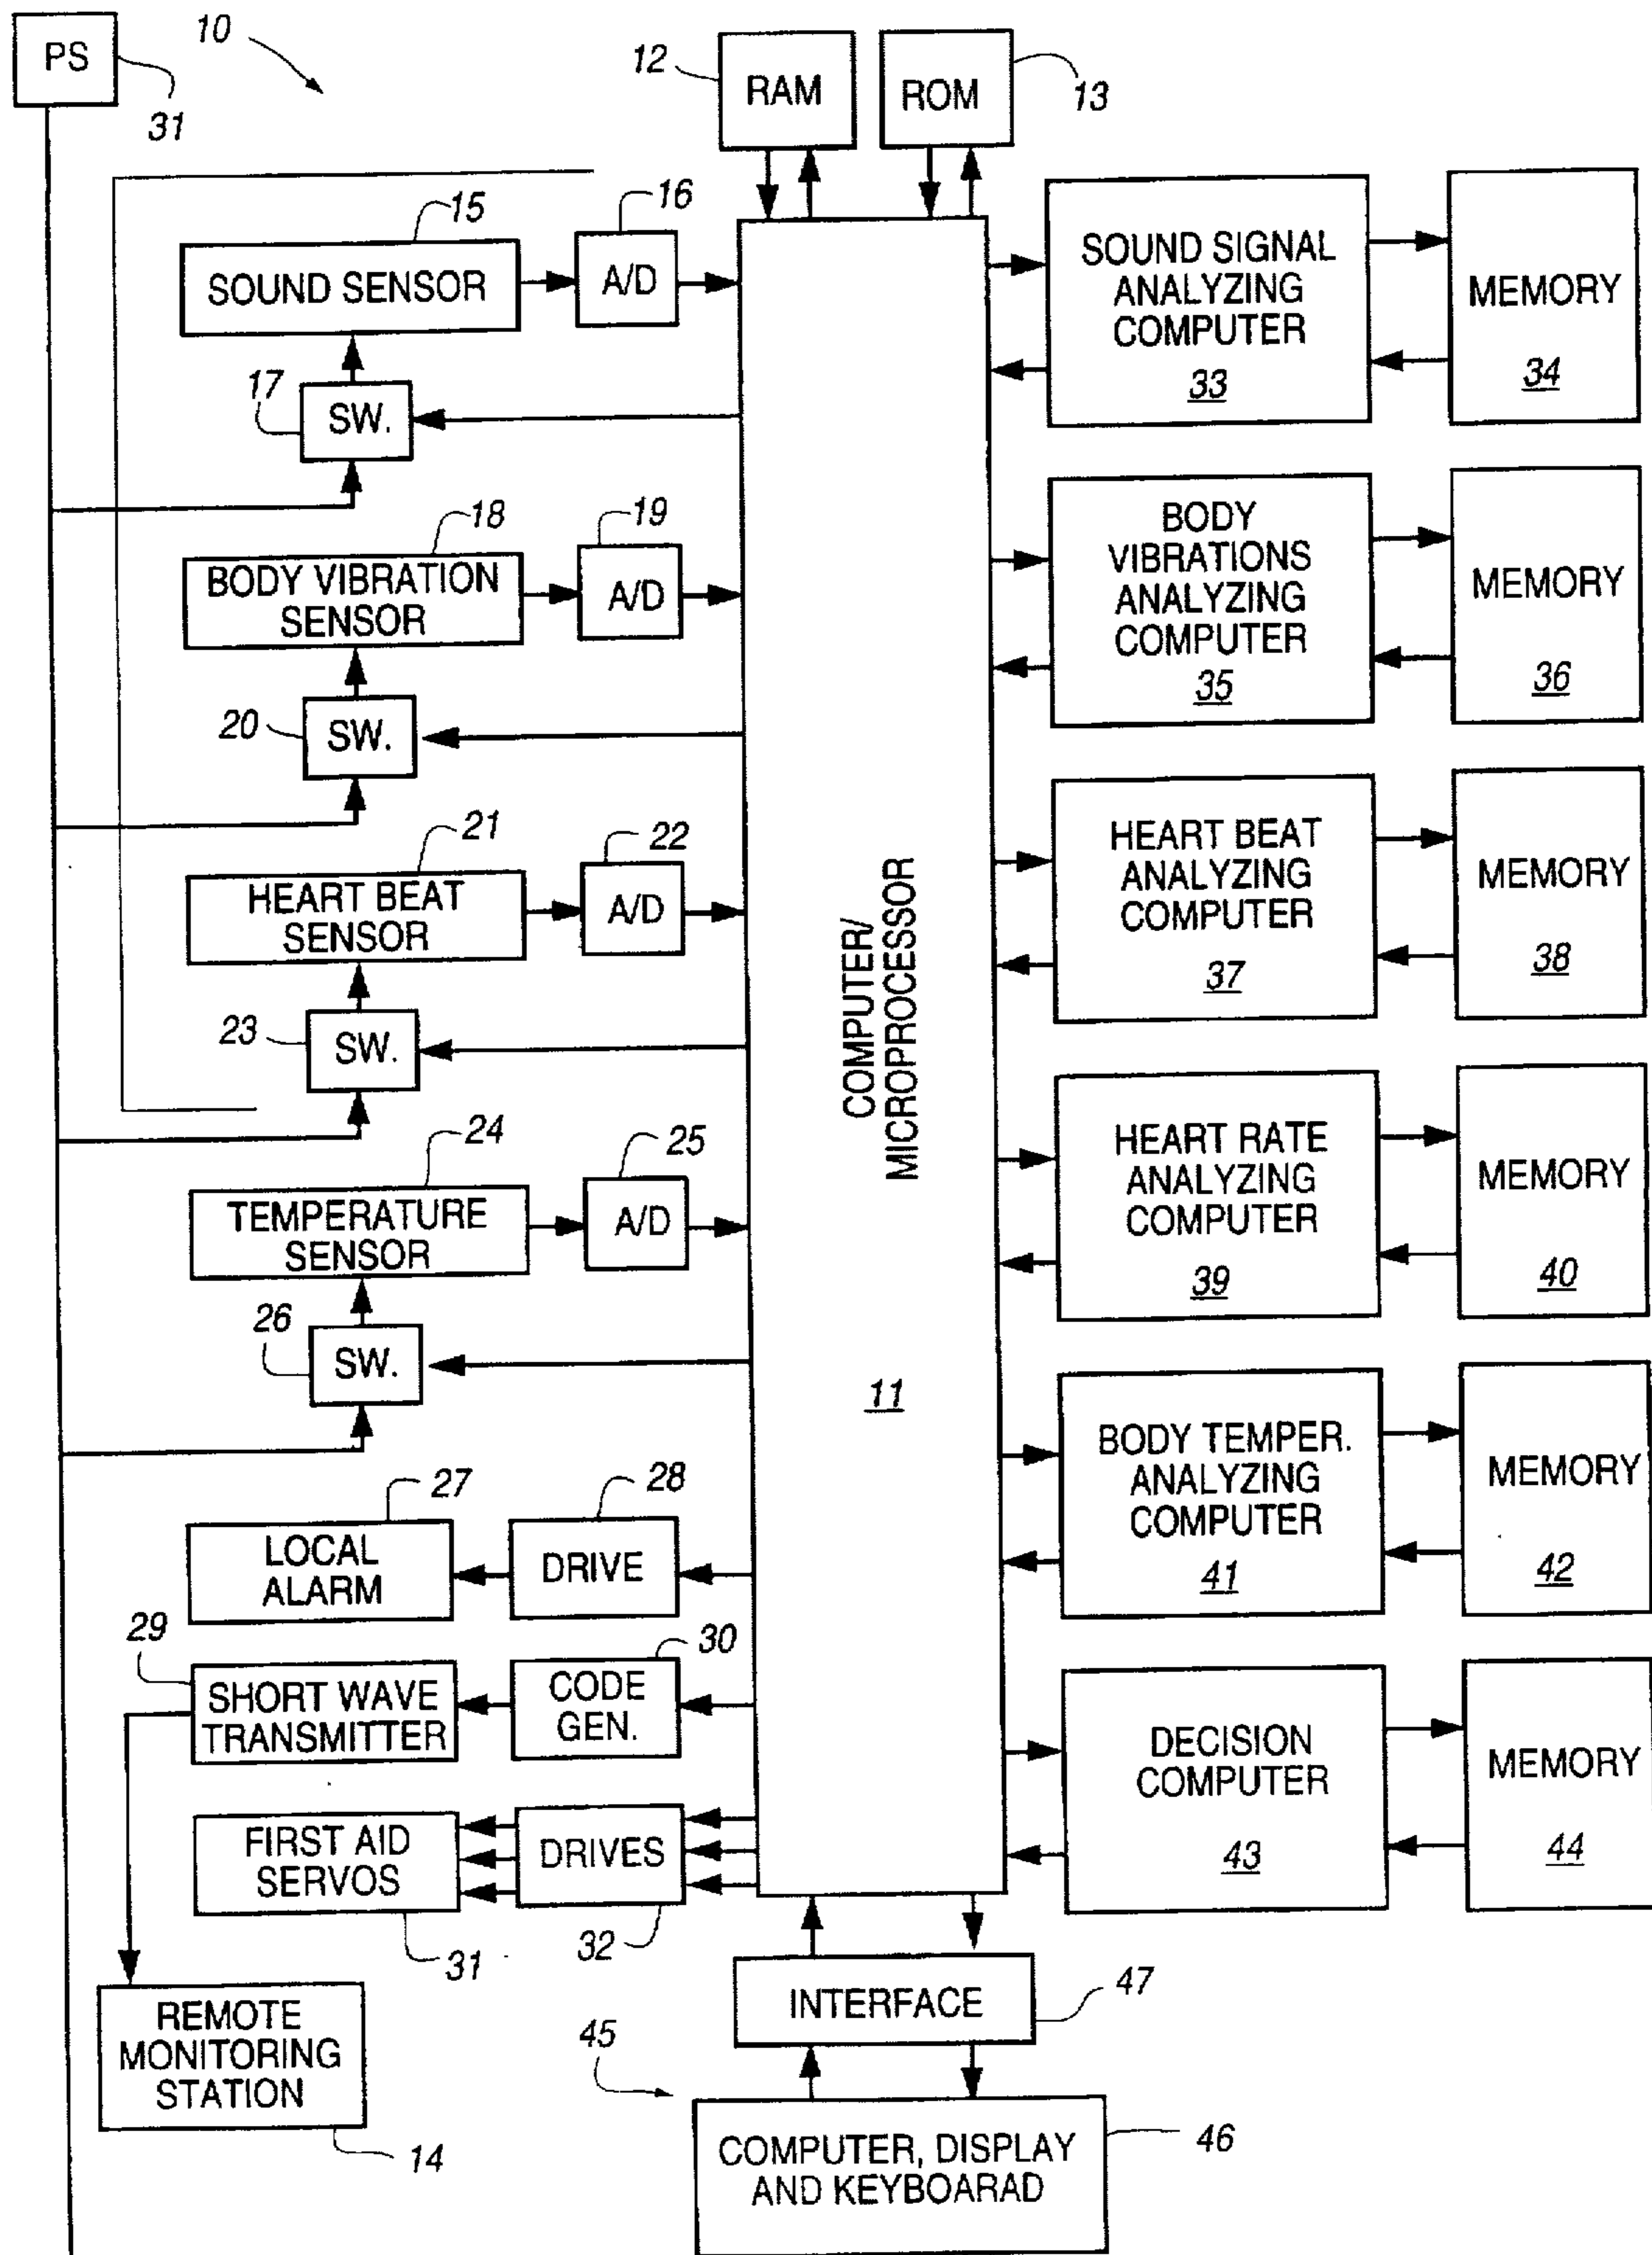 PS
31
10
12
RAM
ROM
13
15
SOUND SENSOR
16
A/D
17
SW.
18
BODY VIBRATION
SENSOR
19
A/D
20
SW.
21
HEART BEAT
SENSOR
22
A/D
23
SW.
24
TEMPERATURE
SENSOR
25
A/D
26
SW.
27
LOCAL
ALARM
28
DRIVE
29
SHORT WAVE
TRANSMITTER
30
CODE
GEN.
FIRST AID
SERVOS
31
DRIVES
32
REMOTE
MONITORING
STATION
14
COMPUTER/
MICROPROCESSOR
11
SOUND SIGNAL
ANALYZING
COMPUTER
33
MEMORY
34
BODY
VIBRATIONS
ANALYZING
COMPUTER
35
MEMORY
36
HEART BEAT
ANALYZING
COMPUTER
37
MEMORY
38
HEART RATE
ANALYZING
COMPUTER
39
MEMORY
40
BODY TEMPER.
ANALYZING
COMPUTER
41
MEMORY
42
DECISION
COMPUTER
43
MEMORY
44
INTERFACE
47
45
COMPUTER, DISPLAY
AND KEYBOARAD
46